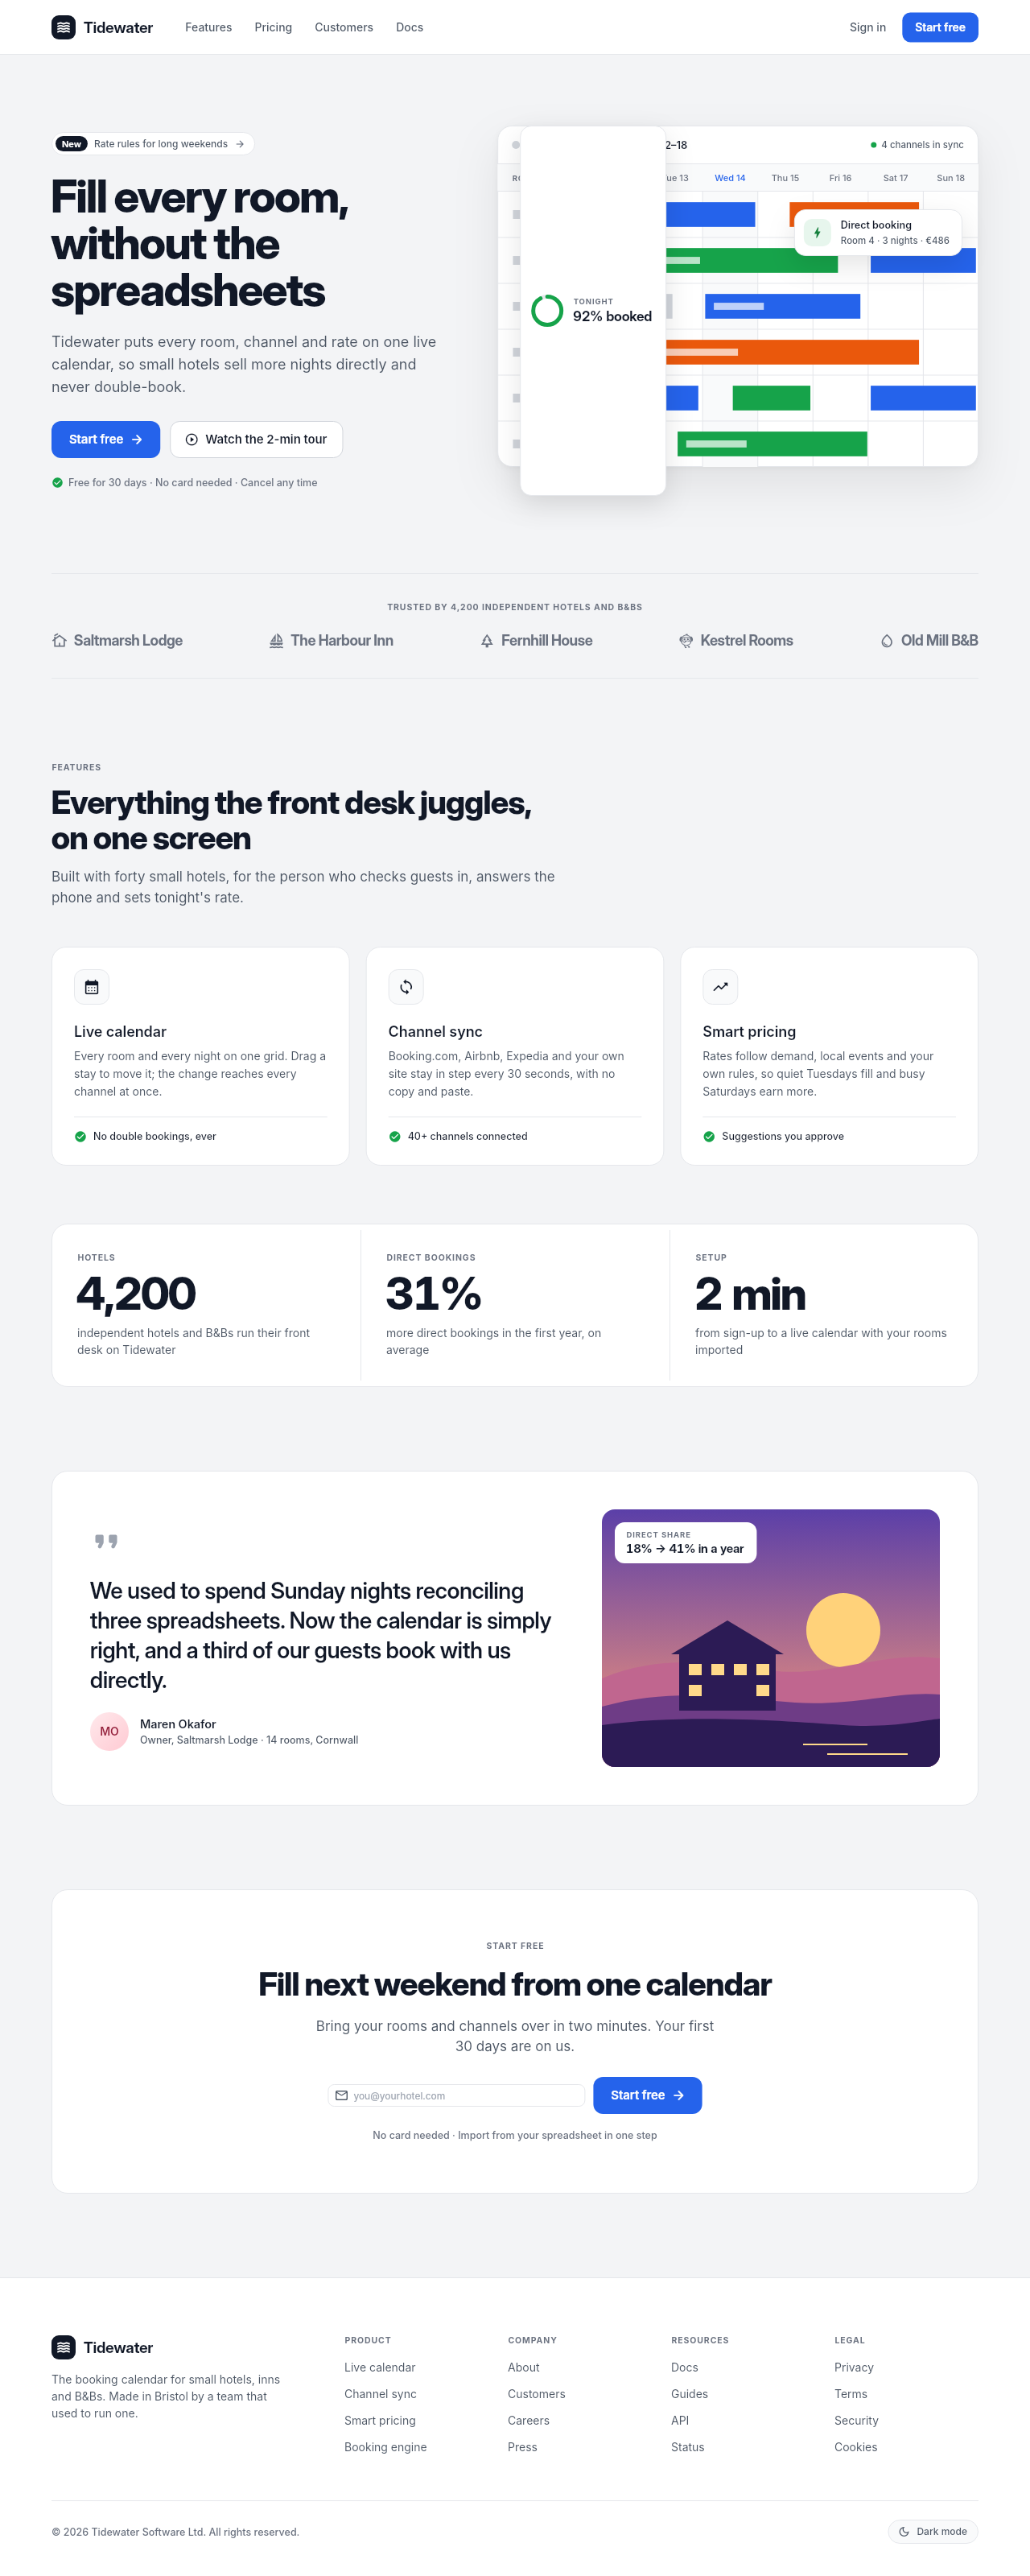 Tidewater
Features
Pricing
Customers
Docs
Sign in
Start free
New
Rate rules for long weekends
Fill every room,
without the
spreadsheets
Tidewater puts every room, channel and rate on one live
calendar, so small hotels sell more nights directly and
never double-book.
Start free
Watch the 2-min tour
Free for 30 days · No card needed · Cancel any time
2–18
4 channels in sync
ue 13
Wed 14
Thu 15
Fri 16
Sat 17
Sun 18
Direct booking
Room 4 · 3 nights · €486
TONIGHT
92% booked
TRUSTED BY 4,200 INDEPENDENT HOTELS AND B&BS
Saltmarsh Lodge
The Harbour Inn
Fernhill House
Kestrel Rooms
Old Mill B&B
FEATURES
Everything the front desk juggles,
on one screen
Built with forty small hotels, for the person who checks guests in, answers the
phone and sets tonight's rate.
Live calendar
Every room and every night on one grid. Drag a
stay to move it; the change reaches every
channel at once.
No double bookings, ever
Channel sync
Booking.com, Airbnb, Expedia and your own
site stay in step every 30 seconds, with no
copy and paste.
40+ channels connected
Smart pricing
Rates follow demand, local events and your
own rules, so quiet Tuesdays fill and busy
Saturdays earn more.
Suggestions you approve
HOTELS
4,200
independent hotels and B&Bs run their front
desk on Tidewater
DIRECT BOOKINGS
31%
more direct bookings in the first year, on
average
SETUP
2 min
from sign-up to a live calendar with your rooms
imported
We used to spend Sunday nights reconciling
three spreadsheets. Now the calendar is simply
right, and a third of our guests book with us
directly.
MO
Maren Okafor
Owner, Saltmarsh Lodge · 14 rooms, Cornwall
DIRECT SHARE
18% → 41% in a year
START FREE
Fill next weekend from one calendar
Bring your rooms and channels over in two minutes. Your first
30 days are on us.
you@yourhotel.com
Start free
No card needed · Import from your spreadsheet in one step
Tidewater
The booking calendar for small hotels, inns
and B&Bs. Made in Bristol by a team that
used to run one.
PRODUCT
Live calendar
Channel sync
Smart pricing
Booking engine
COMPANY
About
Customers
Careers
Press
RESOURCES
Docs
Guides
API
Status
LEGAL
Privacy
Terms
Security
Cookies
© 2026 Tidewater Software Ltd. All rights reserved.
Dark mode